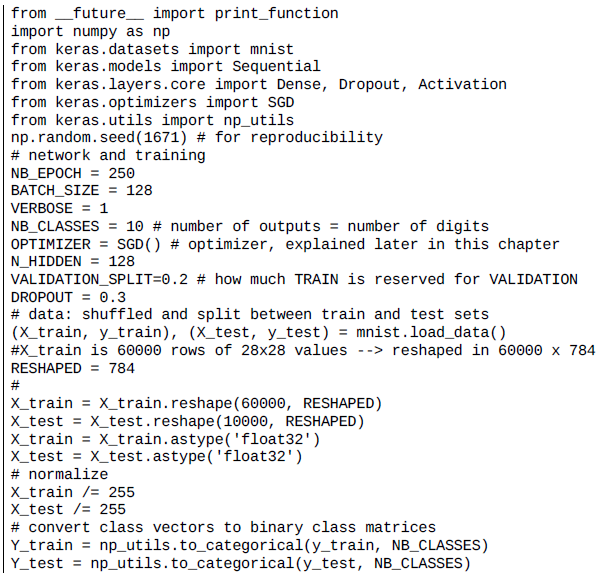 from __future__ import print_function
import numpy as np
from keras.datasets import mnist
from keras.models import Sequential
from keras.layers.core import Dense, Dropout, Activation
from keras.optimizers import SGD
from keras.utils import np_utils
np.random.seed(1671) # for reproducibility
# network and training
NB_EPOCH = 250
BATCH_SIZE = 128
VERBOSE = 1
NB_CLASSES = 10 # number of outputs = number of digits
OPTIMIZER = SGD() # optimizer, explained later in this chapter
N_HIDDEN = 128
VALIDATION_SPLIT=0.2 # how much TRAIN is reserved for VALIDATION
DROPOUT = 0.3
# data: shuffled and split between train and test sets
(X_train, y_train), (X_test, y_test) = mnist.load_data()
#X_train is 60000 rows of 28x28 values --> reshaped in 60000 x 784
RESHAPED = 784
#
X_train = X_train.reshape(60000, RESHAPED)
X_test = X_test.reshape(10000, RESHAPED)
X_train = X_train.astype('float32')
X_test = X_test.astype('float32')
# normalize
X_train /= 255
X_test /= 255
# convert class vectors to binary class matrices
Y_train = np_utils.to_categorical(y_train, NB_CLASSES)
Y_test = np_utils.to_categorical(y_test, NB_CLASSES)